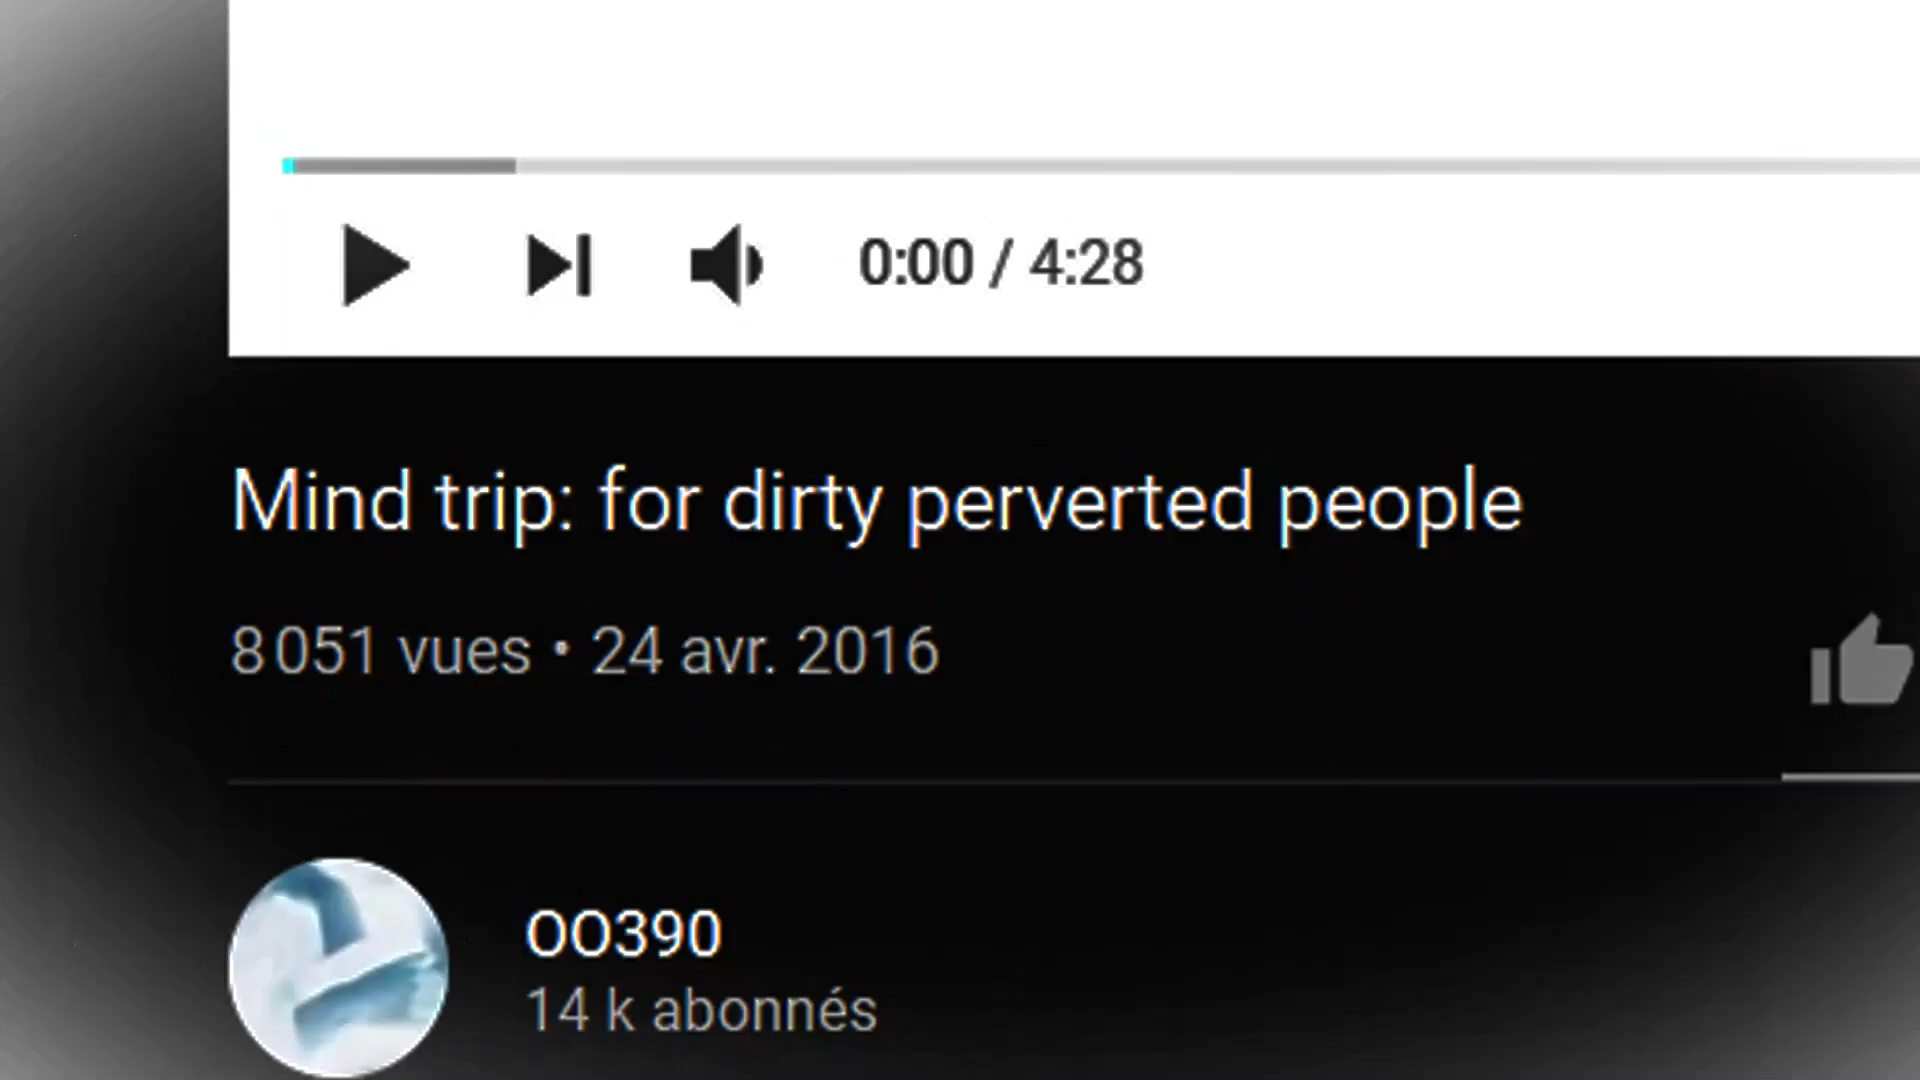 0:00 / 4:28
Mind trip: for dirty perverted people
8 051 vues • 24 avr. 2016
OO390
14 k abonnés